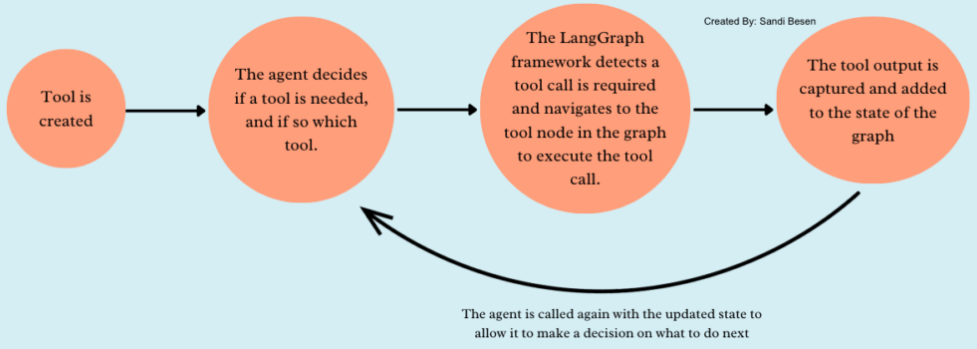 Created By: Sandi Besen
Tool is
created
The agent decides
if a tool is needed,
and if so which
tool.
The LangGraph
framework detects a
tool call is required
and navigates to the
tool node in the graph
to execute the tool
call.
The tool output is
captured and added
to the state of the
graph
The agent is called again with the updated state to
allow it to make a decision on what to do next